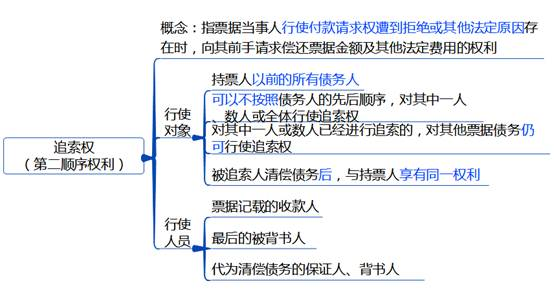 概念：指票据当事人行使付款请求权遭到拒绝或其他法定原因存
在时，向其前手请求偿还票据金额及其他法定费用的权利
追索权
（第二顺序权利）
行使
对象
持票人以前的所有债务人
可以不按照债务人的先后顺序，对其中一人
、数人或全体行使追索权
对其中一人或数人已经进行追索的，对其他票据债务仍
可行使追索权
被追索人清偿债务后，与持票人享有同一权利
行使
人员
票据记载的收款人
最后的被背书人
代为清偿债务的保证人、背书人